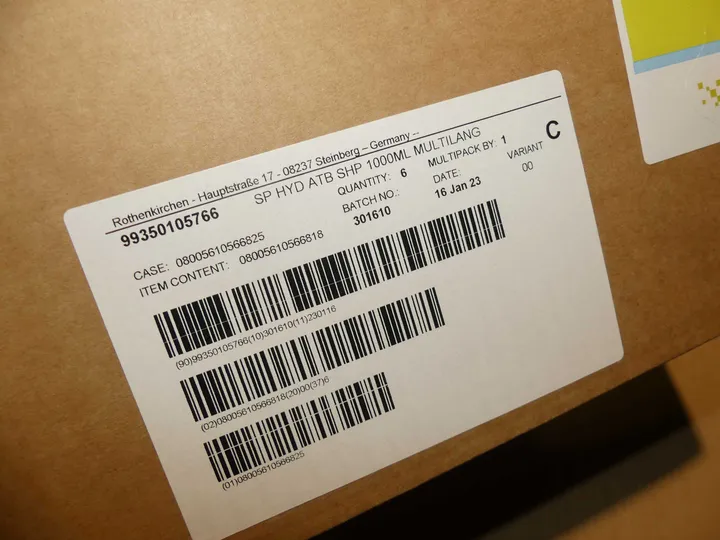 Rothenkirchen - Hauptstraße 17 - 08237 Steinberg – Germany --
99350105766 SP HYD ATB SHP 1000ML MULTILANG C
QUANTITY: 6 MULTIPACK BY: 1
CASE: 08005610566825 BATCH NO.: DATE: VARIANT
ITEM CONTENT: 08005610566818 301610 16 Jan 23 00
(90)99350105766(10)301610(11)230116
(02)08005610566818(20)00(37)6
(01)08005610566825